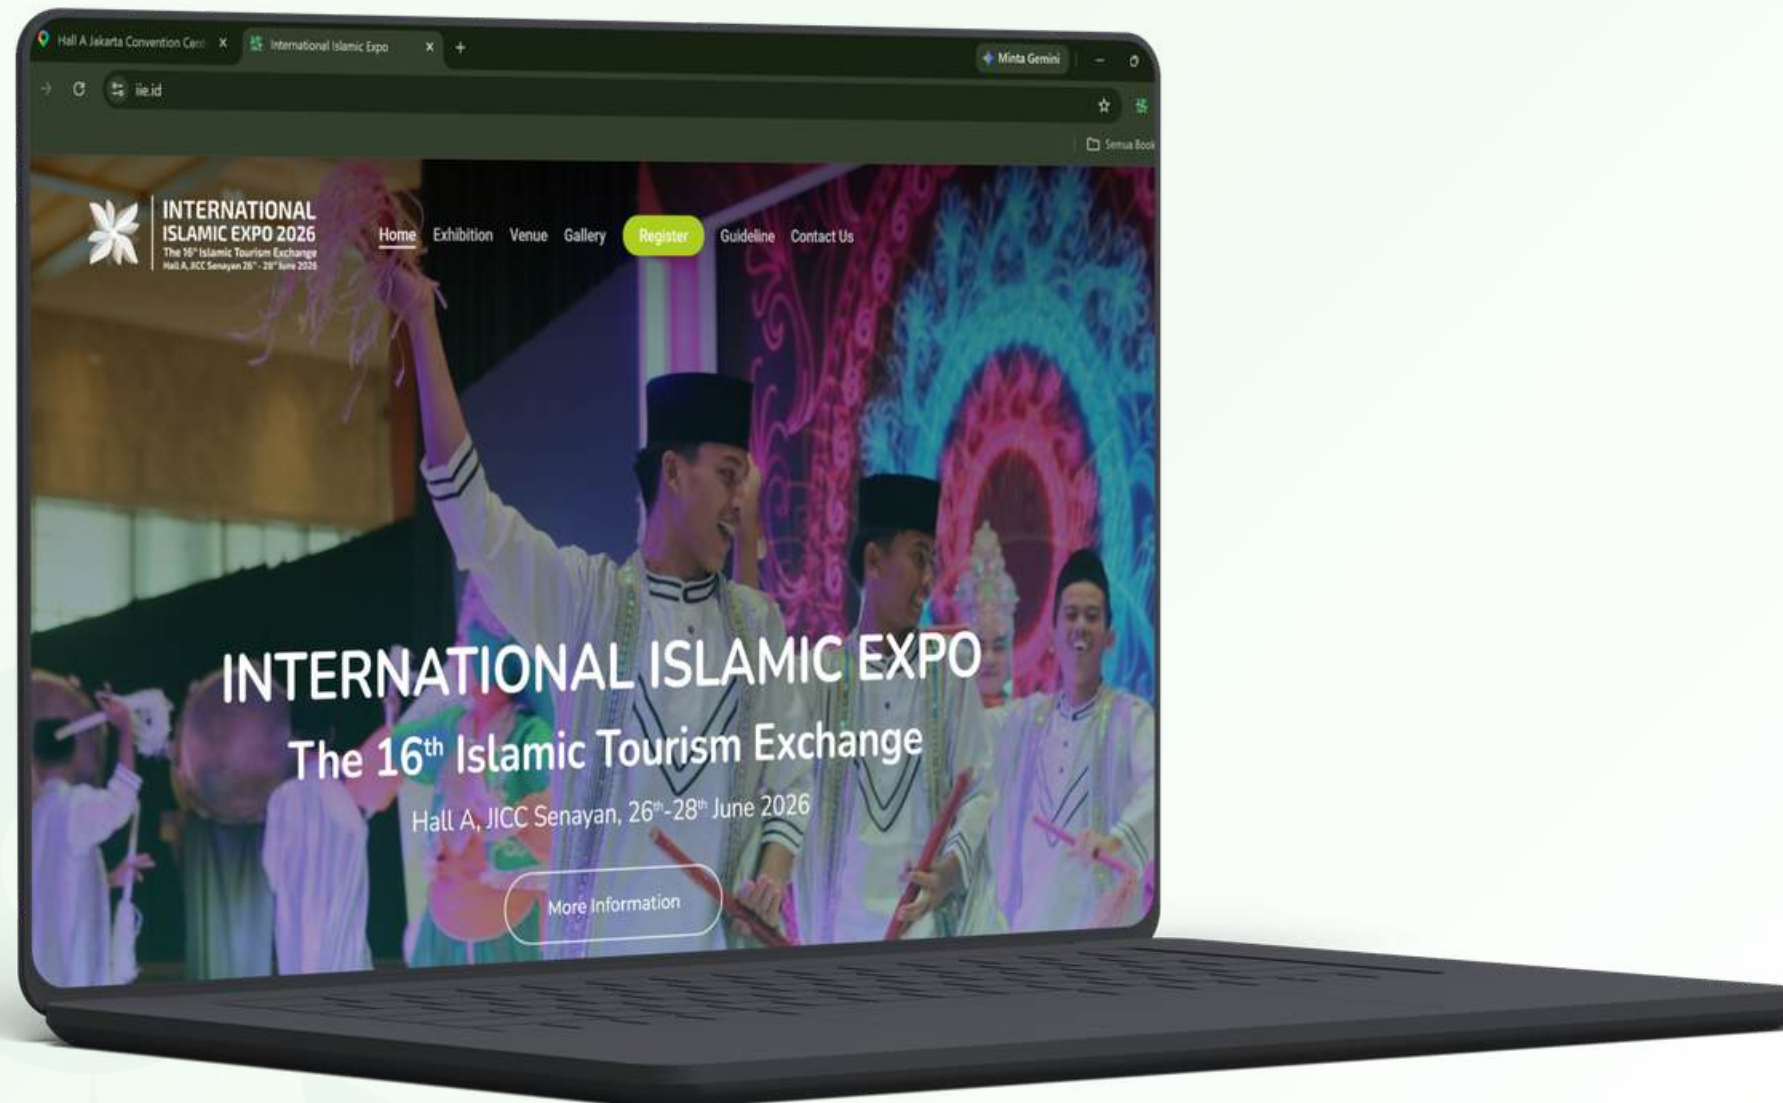 Hall A Jakarta Convention Cent
International Islamic Expo
Minta Gemini
iie.id
Semua Book
INTERNATIONAL
ISLAMIC EXPO 2026
The 16th Islamic Tourism Exchange
Hall A, JICC Senayan 26th - 28th June 2026
Home Exhibition Venue Gallery Register Guideline Contact Us
INTERNATIONAL ISLAMIC EXPO
The 16th Islamic Tourism Exchange
Hall A, JICC Senayan, 26th-28th June 2026
More Information